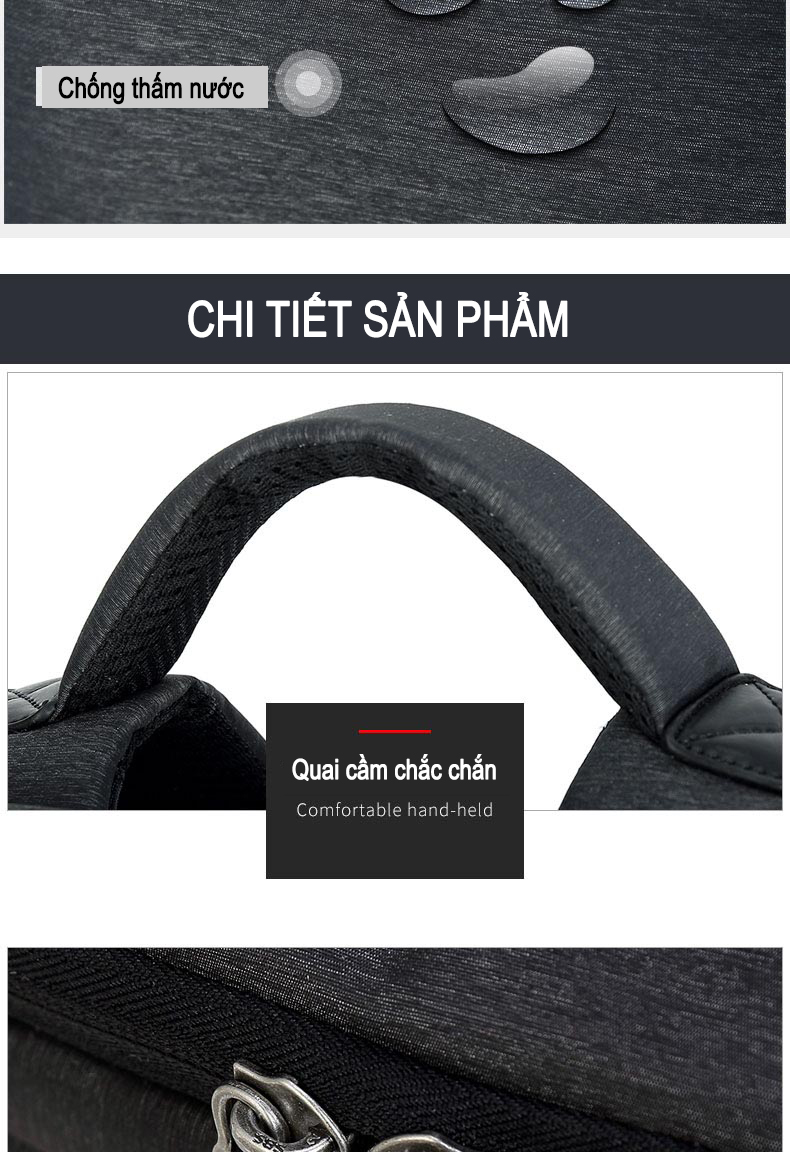 Chống thấm nước
CHI TIẾT SẢN PHẨM
Quai cầm chắc chắn
Comfortable hand-held